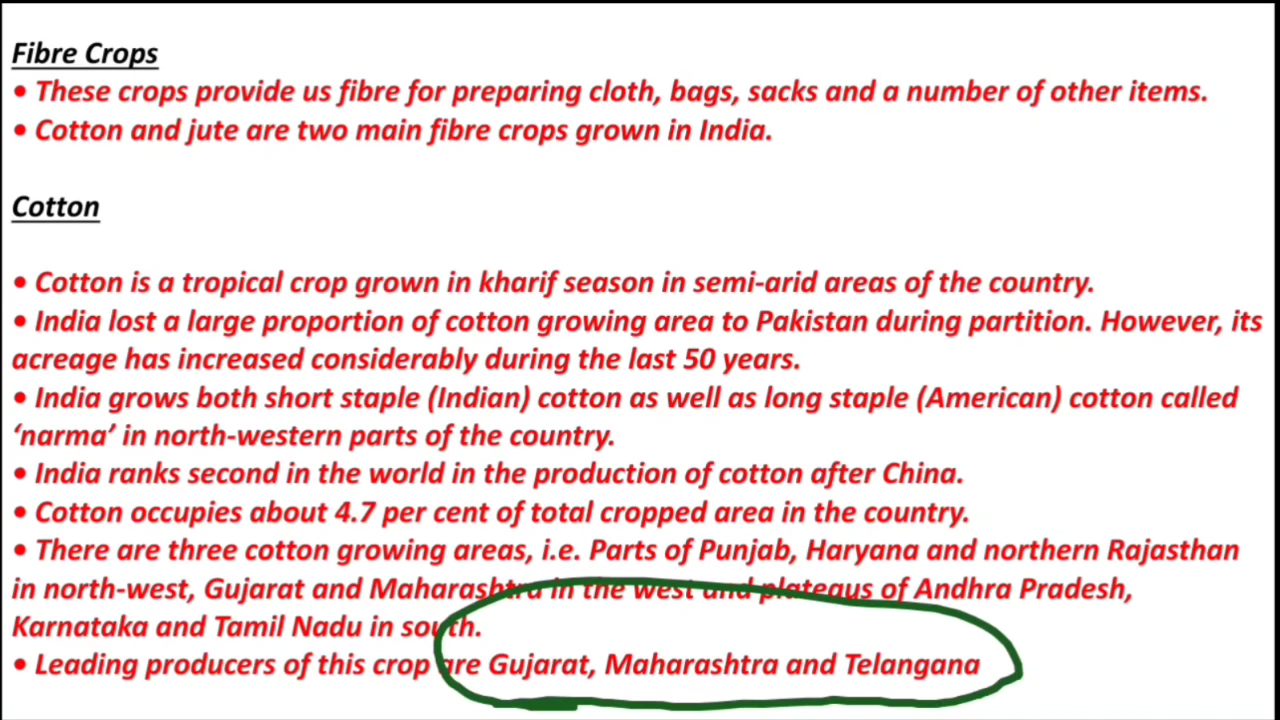 Fibre Crops
• These crops provide us fibre for preparing cloth, bags, sacks and a number of other items.
• Cotton and jute are two main fibre crops grown in India.
Cotton
• Cotton is a tropical crop grown in kharif season in semi-arid areas of the country.
• India lost a large proportion of cotton growing area to Pakistan during partition. However, its
acreage has increased considerably during the last 50 years.
• India grows both short staple (Indian) cotton as well as long staple (American) cotton called
‘narma’ in north-western parts of the country.
• India ranks second in the world in the production of cotton after China.
• Cotton occupies about 4.7 per cent of total cropped area in the country.
• There are three cotton growing areas, i.e. Parts of Punjab, Haryana and northern Rajasthan
in north-west, Gujarat and Maharashtra in the west and plateaus of Andhra Pradesh,
Karnataka and Tamil Nadu in south.
• Leading producers of this crop are Gujarat, Maharashtra and Telangana